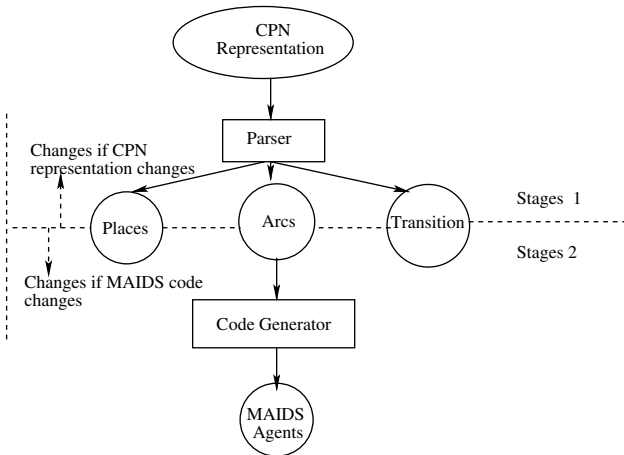 CPN
Representation
Parser
Changes if CPN
representation changes
Places
Arcs
Transition
Stages 1
Stages 2
Changes if MAIDS code
changes
Code Generator
MAIDS
Agents